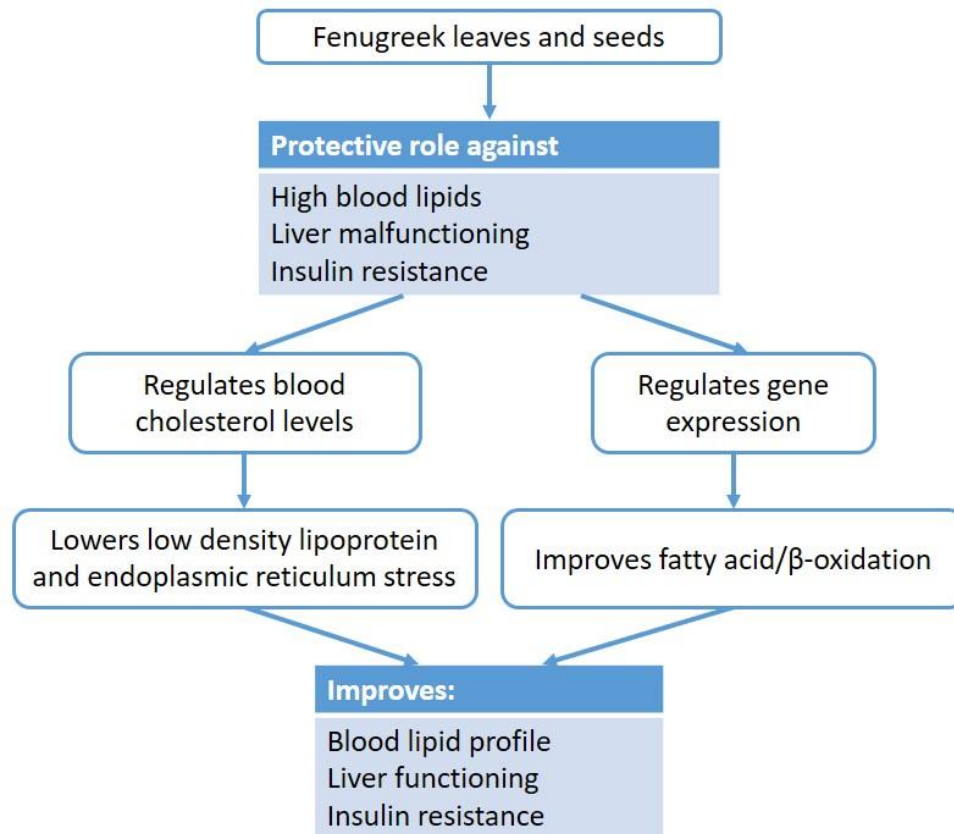 Fenugreek leaves and seeds
Protective role against
High blood lipids
Liver malfunctioning
Insulin resistance
Regulates blood
cholesterol levels
Regulates gene
expression
Lowers low density lipoprotein
and endoplasmic reticulum stress
Improves fatty acid/β-oxidation
Improves:
Blood lipid profile
Liver functioning
Insulin resistance